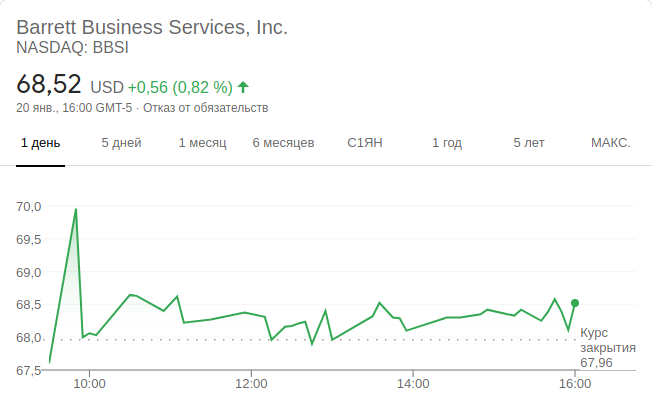 Barrett Business Services, Inc.
NASDAQ: BBSI
68,52 USD +0,56 (0,82 %)
20 янв., 16:00 GMT-5 · Отказ от обязательств
1 день 5 дней 1 месяц 6 месяцев С1ЯН 1 год 5 лет МАКС.
70,0
69,5
69,0
68,5
68,0
67,5
Курс
закрытия
67,96
10:00 12:00 14:00 16:00